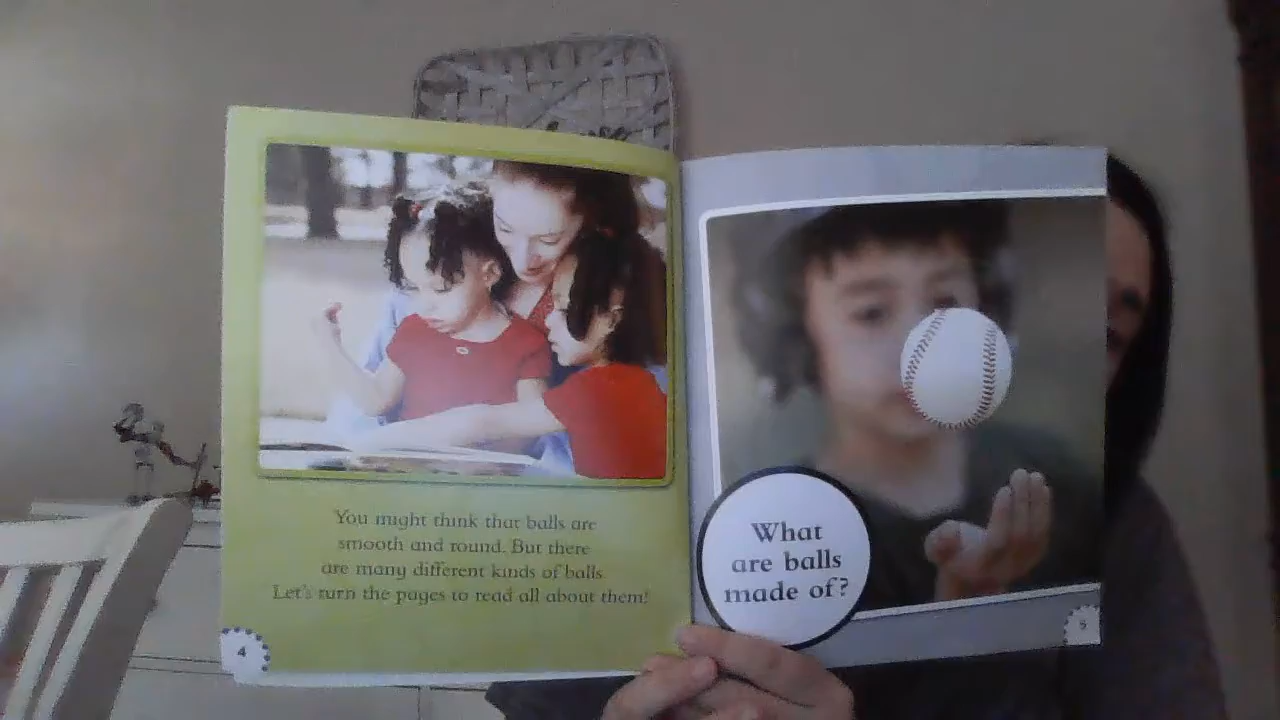 You might think that balls are
smooth and round. But there
are many different kinds of balls.
Let's turn the pages to read all about them!
4
What
are balls
made of?
5